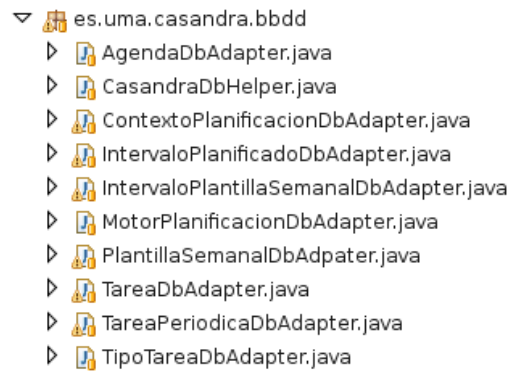 es.uma.casandra.bbdd
AgendaDbAdapter.java
CasandraDbHelper.java
ContextoPlanificacionDbAdapter.java
IntervaloPlanificadoDbAdapter.java
IntervaloPlantillaSemanalDbAdapter.java
MotorPlanificacionDbAdapter.java
PlantillaSemanalDbAdpater.java
TareaDbAdapter.java
TareaPeriodicaDbAdapter.java
TipoTareaDbAdapter.java